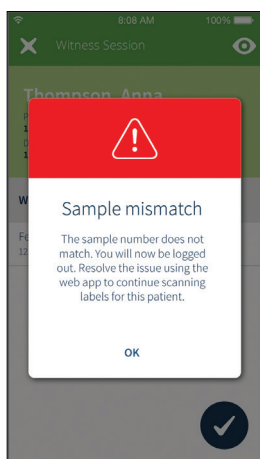 8:08 AM 100%
Witness Session
Thompson, Anna
Sample mismatch
The sample number does not
match. You will now be logged
out. Resolve the issue using the
web app to continue scanning
labels for this patient.
OK